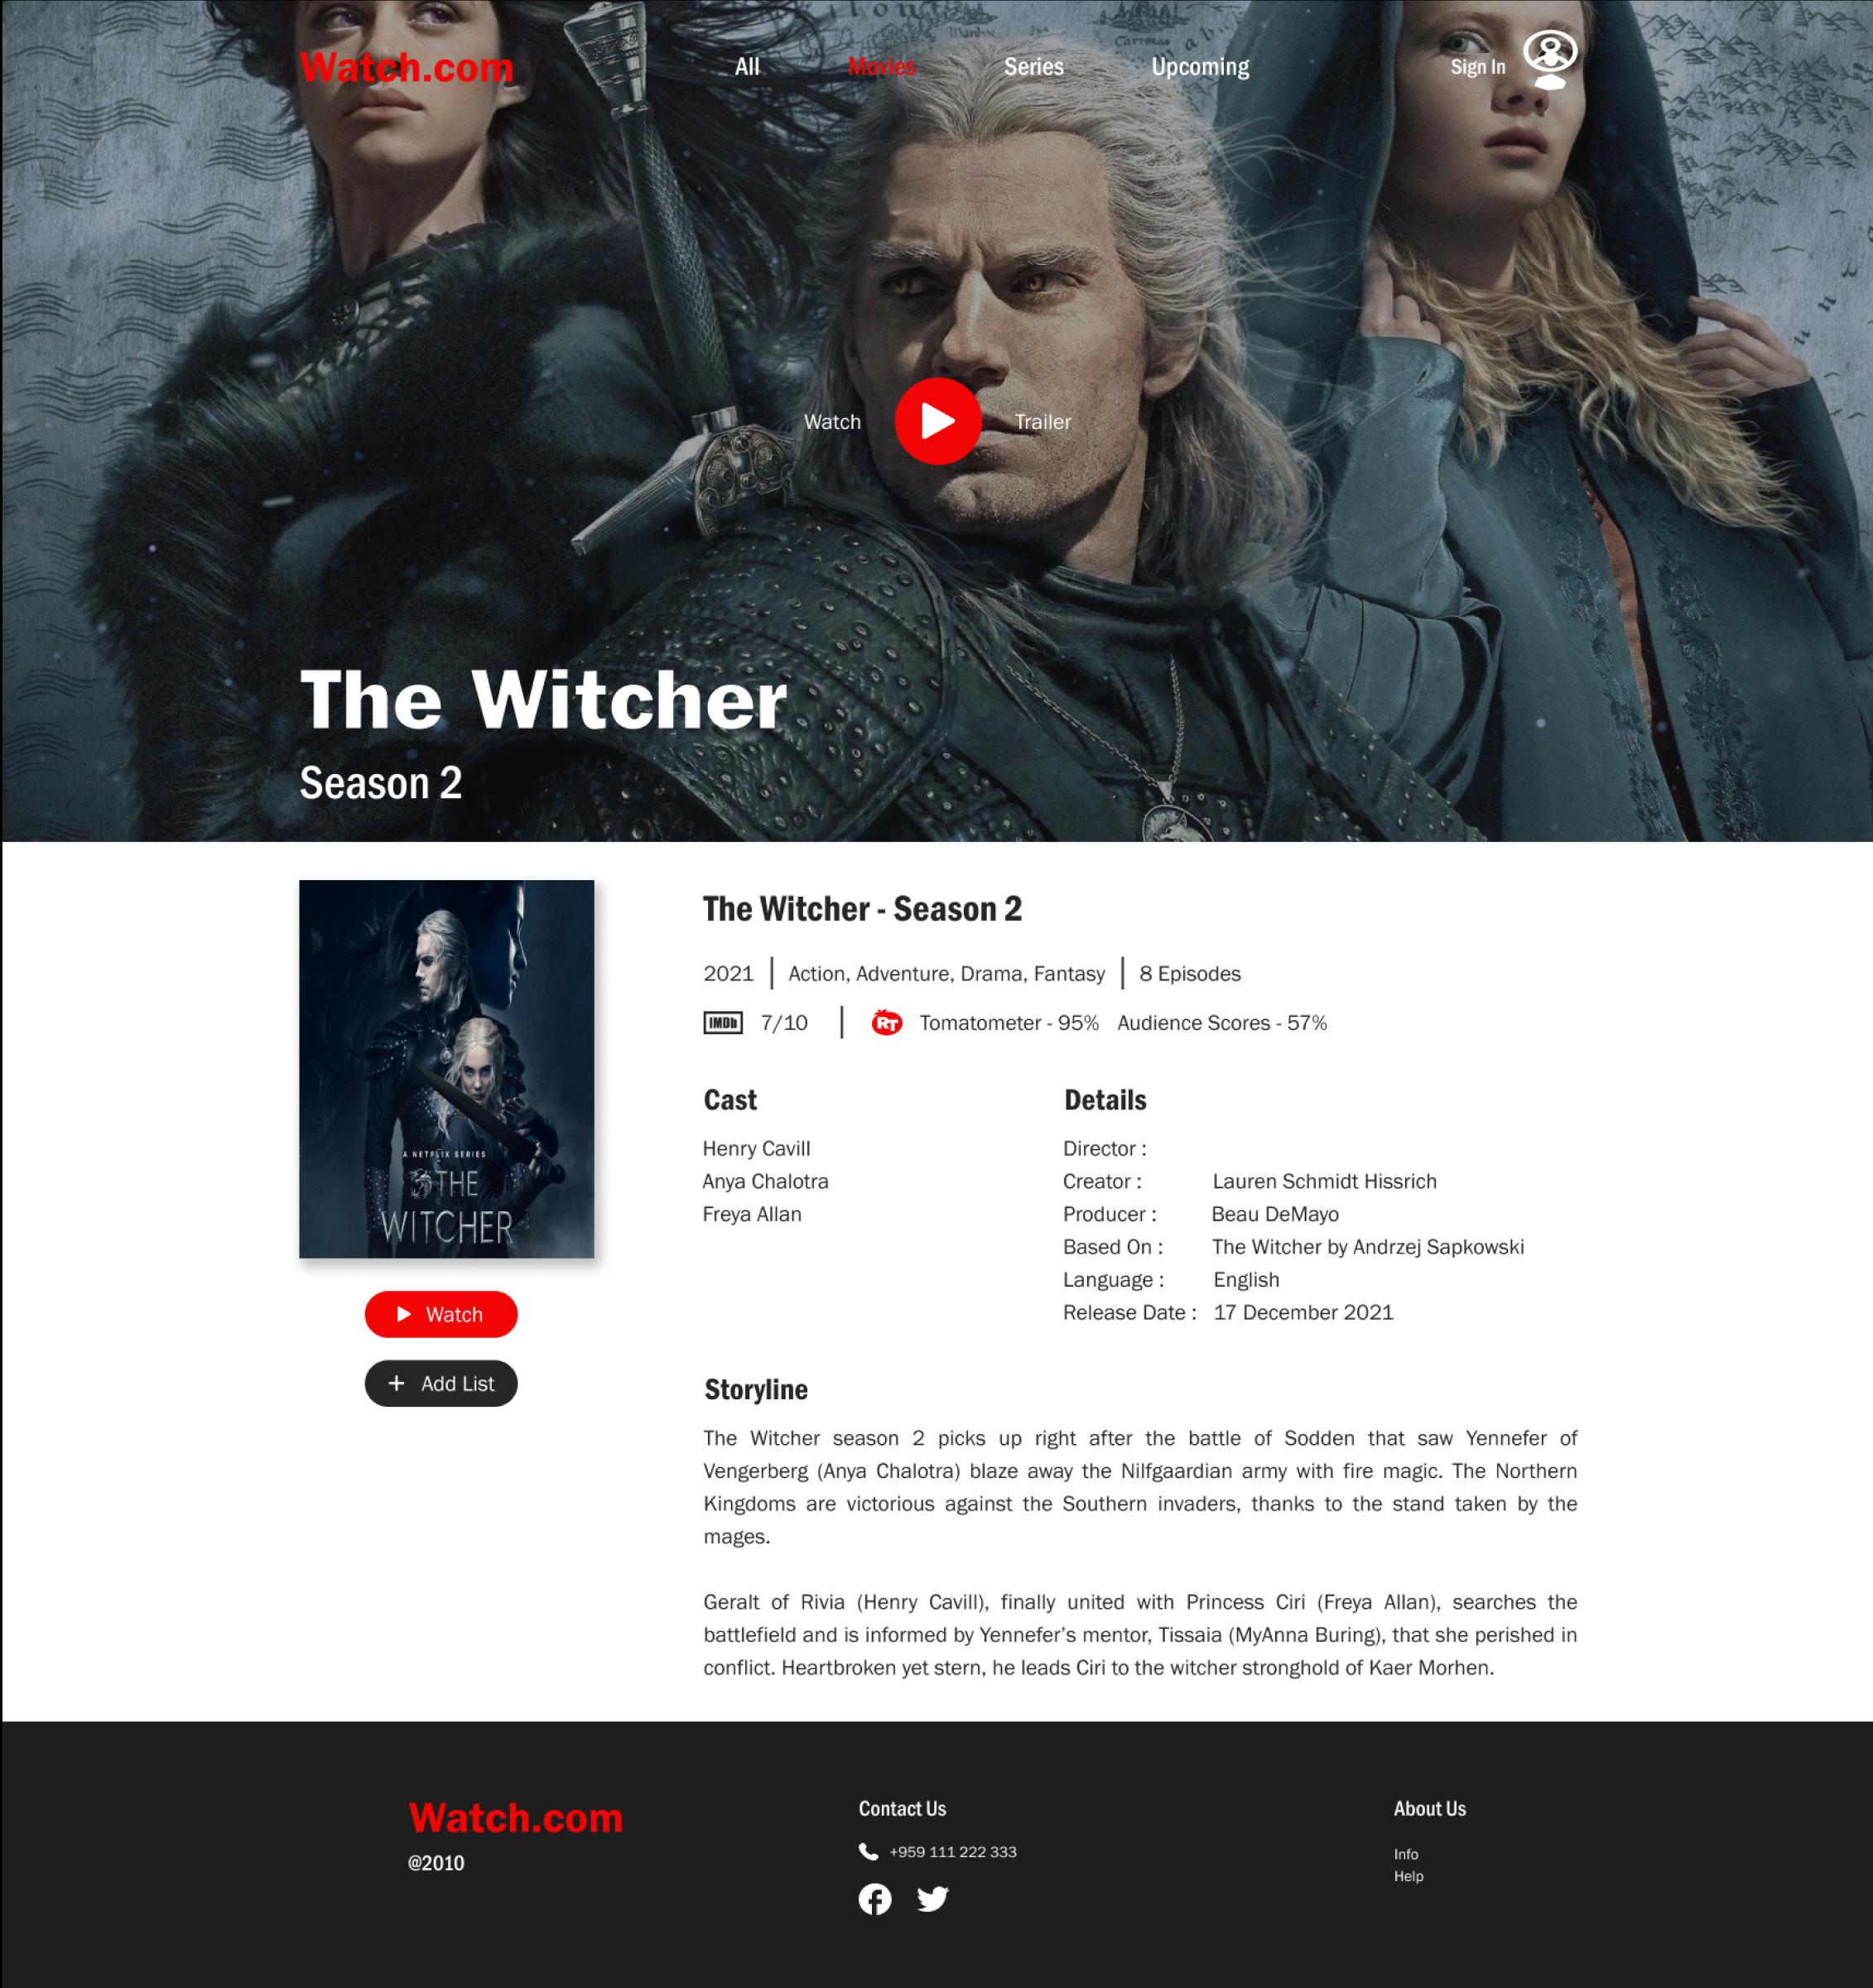 Watch.com
All Movies Series Upcoming Sign In
Watch Trailer
The Witcher
Season 2
The Witcher - Season 2
2021 | Action, Adventure, Drama, Fantasy | 8 Episodes
IMDb 7/10 | RT Tomatometer - 95% Audience Scores - 57%
A NETFLIX SERIES
THE
WITCHER
Watch
+ Add List
Cast
Henry Cavill
Anya Chalotra
Freya Allan
Details
Director :
Creator : Lauren Schmidt Hissrich
Producer : Beau DeMayo
Based On : The Witcher by Andrzej Sapkowski
Language : English
Release Date : 17 December 2021
Storyline
The Witcher season 2 picks up right after the battle of Sodden that saw Yennefer of
Vengerberg (Anya Chalotra) blaze away the Nilfgaardian army with fire magic. The Northern
Kingdoms are victorious against the Southern invaders, thanks to the stand taken by the
mages.
Geralt of Rivia (Henry Cavill), finally united with Princess Ciri (Freya Allan), searches the
battlefield and is informed by Yennefer’s mentor, Tissaia (MyAnna Buring), that she perished in
conflict. Heartbroken yet stern, he leads Ciri to the witcher stronghold of Kaer Morhen.
Watch.com
@2010
Contact Us
+959 111 222 333
About Us
Info
Help